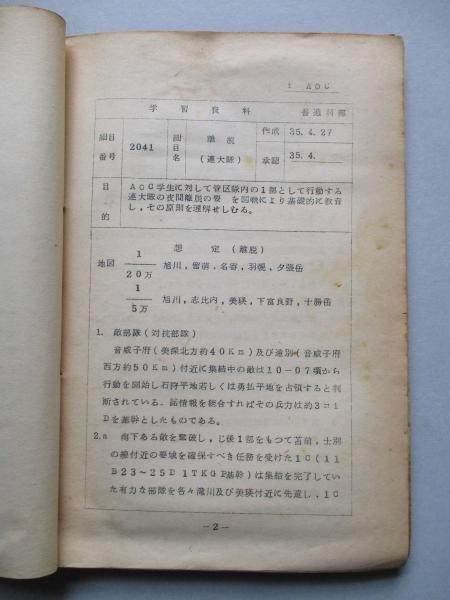 1 AOC
学習資料 普通科部
細目番号 2041 細目名 離脱(連大隊) 作成 35.4.27
承認 35.4.
目的 AOC学生に対して管区隊内の1部として行動する
連大隊の夜間離脱の要 を図戦により基礎的に教育
し,その原則を理解せしむる。
想定(離脱)
地図 1/20万 旭川,留萌,名寄,羽幌,夕張岳
1/5万 旭川,志比内,美瑛,下富良野,十勝岳
1. 敵部隊(対抗部隊)
音威子府(美深北方約40Km)及び遠別(音威子府
西方約50Km)付近に集結中の敵は10-07頃から
行動を開始し石狩平地若しくは勇払平地を占領すると判
断されている。諸情報を総合すればその兵力は約3コ1
Dを基幹としたものである。
2.a 南下ある敵を撃破し,じ後1部をもつて苫前,士別
の線付近の要域を確保すべき任務を受けた1C(11
B23~25D 1TKGP基幹)は集結を完了してい
た有力な部隊を各々滝川及び美瑛付近に先遣し,1C
-2-